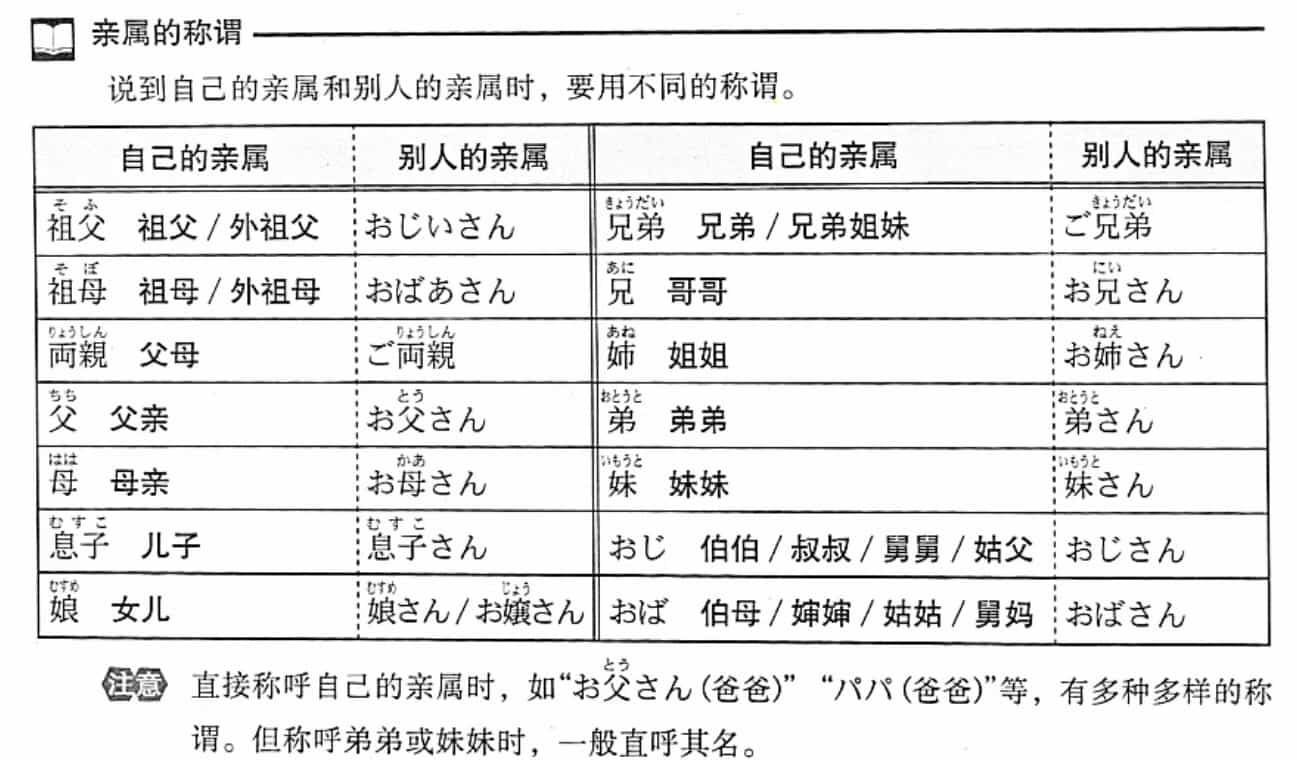 亲属的称谓
说到自己的亲属和别人的亲属时，要用不同的称谓。
自己的亲属 别人的亲属 自己的亲属 别人的亲属
そふ きょうだい きょうだい
祖父 祖父 / 外祖父 おじいさん 兄弟 兄弟 / 兄弟姐妹 ご兄弟
そぼ あに にい
祖母 祖母 / 外祖母 おばあさん 兄 哥哥 お兄さん
りょうしん りょうしん あね ねえ
両親 父母 ご両親 姉 姐姐 お姉さん
ちち とう おとうと おとうと
父 父亲 お父さん 弟 弟弟 弟さん
はは かあ いもうと いもうと
母 母亲 お母さん 妹 妹妹 妹さん
むすこ むすこ
息子 儿子 息子さん おじ 伯伯 / 叔叔 / 舅舅 / 姑父 おじさん
むすめ むすめ じょう
娘 女儿 娘さん / お嬢さん おば 伯母 / 婶婶 / 姑姑 / 舅妈 おばさん
とう
注意 直接称呼自己的亲属时，如“お父さん（爸爸）”“パパ（爸爸）”等，有多种多样的称
谓。但称呼弟弟或妹妹时，一般直呼其名。